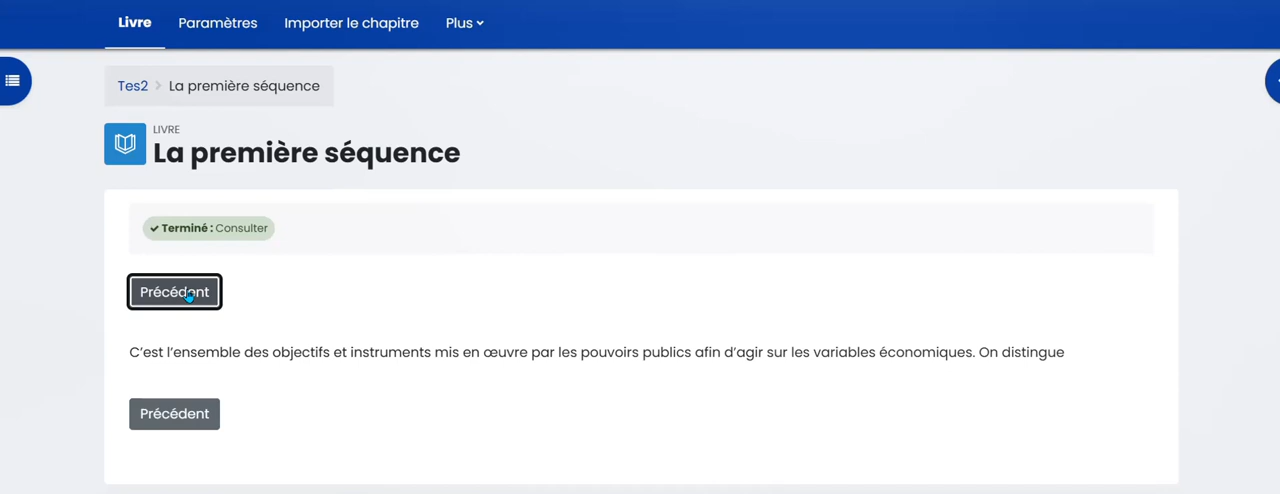 Livre Paramètres Importer le chapitre Plus
Tes2 La première séquence
LIVRE
La première séquence
Terminé : Consulter
Précédent
C’est l’ensemble des objectifs et instruments mis en œuvre par les pouvoirs publics afin d’agir sur les variables économiques. On distingue
Précédent